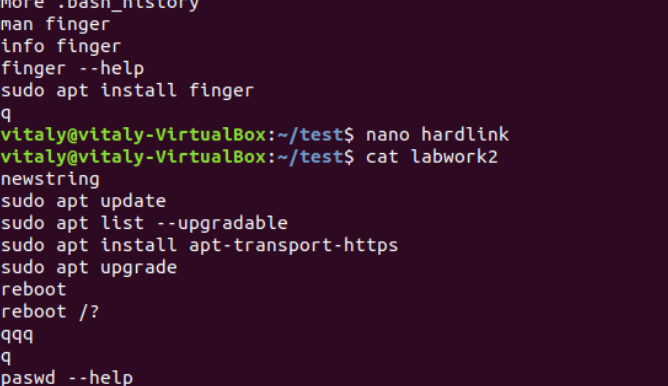 more .bash_history
man finger
info finger
finger --help
sudo apt install finger
q
vitaly@vitaly-VirtualBox:~/test$ nano hardlink
vitaly@vitaly-VirtualBox:~/test$ cat labwork2
newstring
sudo apt update
sudo apt list --upgradable
sudo apt install apt-transport-https
sudo apt upgrade
reboot
reboot /?
qqq
q
paswd --help